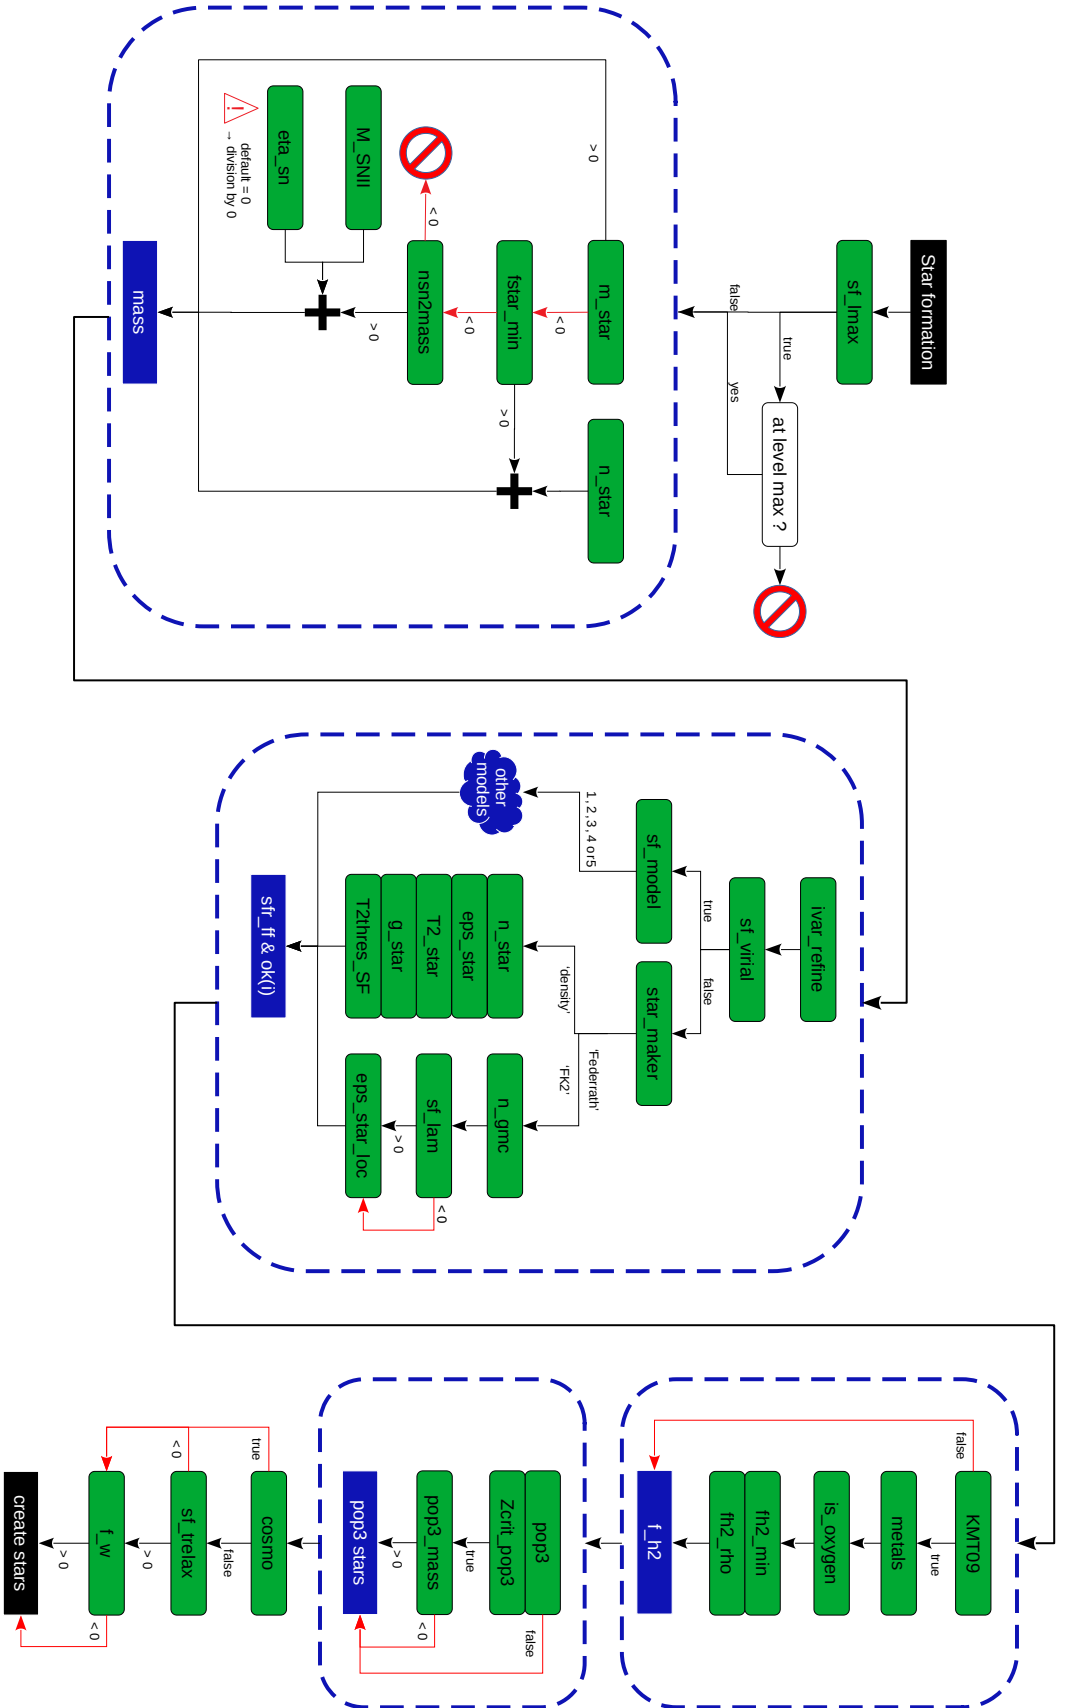 Star formation
sf_lmax
true
at level max ?
false
yes
m_star
n_star
> 0
< 0
fstar_min
< 0
> 0
nsn2mass
< 0
> 0
M_SNII
eta_sn
default = 0
→ division by 0
mass
ivar_refine
sf_virial
true
false
sf_model
star_maker
1, 2, 3, 4 or5
'density'
'Federrath'
'FK2'
other
models
n_star
eps_star
T2_star
g_star
T2thres_SF
n_gmc
sf_lam
> 0
< 0
eps_star_loc
sfr_ff & ok(i)
KMT09
false
true
metals
is_oxygen
fh2_min
fh2_rho
f_h2
pop3
Zcrit_pop3
true
false
pop3_mass
> 0
< 0
pop3 stars
cosmo
true
false
sf_trelax
< 0
> 0
f_w
> 0
< 0
create stars